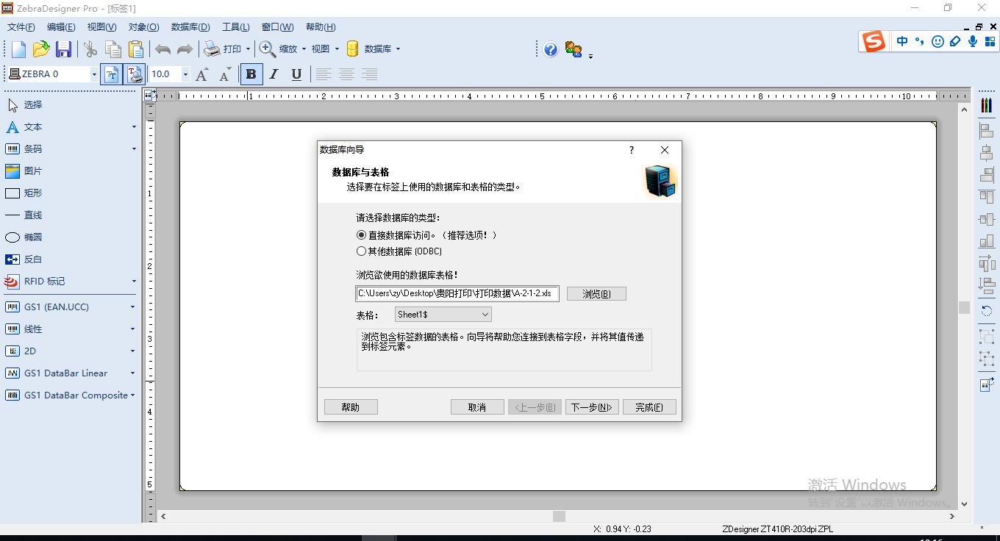 ZebraDesigner Pro - [标签1]
文件(F) 编辑(E) 视图(V) 对象(O) 数据库(D) 工具(L) 窗口(W) 帮助(H)
打印 缩放 视图 数据库
中
ZEBRA 0 10.0 B I U
选择
文本
条码
图片
矩形
直线
椭圆
反白
RFID 标记
GS1 (EAN.UCC)
线性
2D
GS1 DataBar Linear
GS1 DataBar Composite
1 2 3 4 5 6 7 8 9 10
1
2
3
4
5
数据库向导 ?
数据库与表格
选择要在标签上使用的数据库和表格的类型。
请选择数据库的类型:
直接数据库访问。(推荐选项! )
其他数据库 (ODBC)
浏览欲使用的数据库表格!
C:\Users\zy\Desktop\贵阳打印\打印数据\A-2-1-2.xls 浏览(B)
表格: Sheet1$
浏览包含标签数据的表格。向导将帮助您连接到表格字段，并将其值传递
到标签元素。
帮助 取消 <上一步(B) 下一步(N)> 完成(F)
激活 Windows
转到"设置"以激活 Windows。
X: 0.94 Y: -0.23 ZDesigner ZT410R-203dpi ZPL